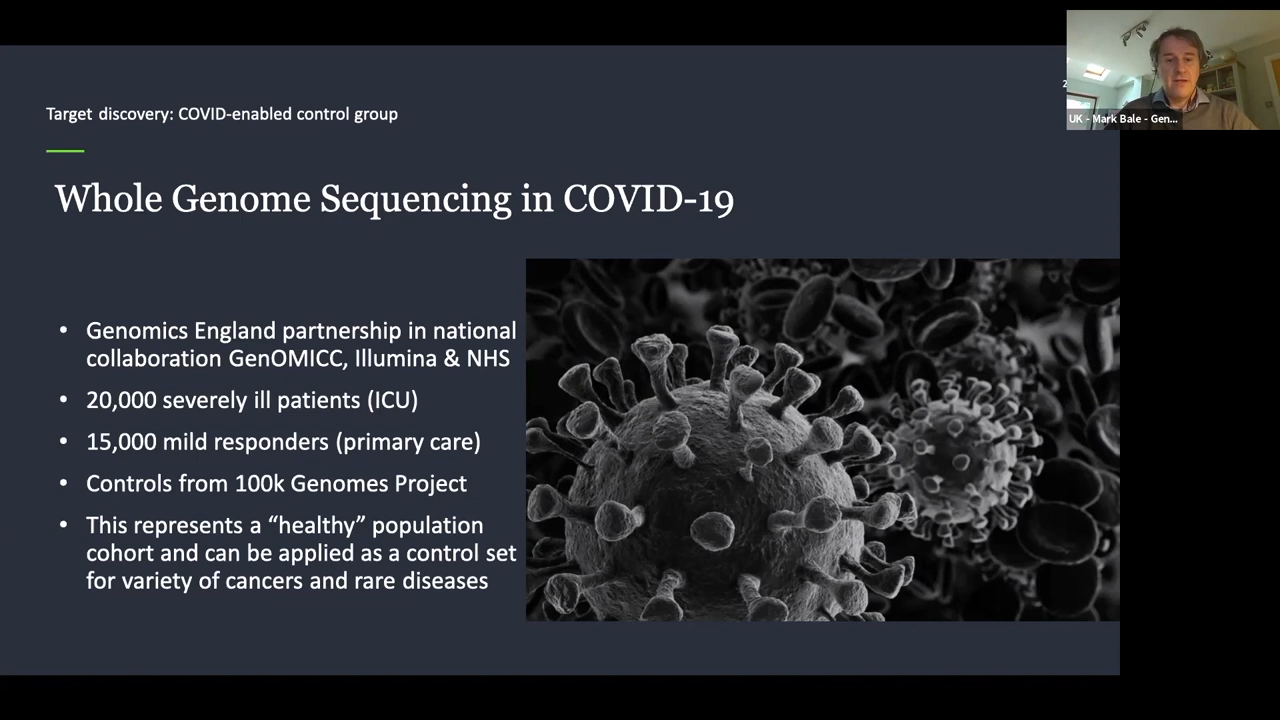 Target discovery: COVID-enabled control group
Whole Genome Sequencing in COVID-19
• Genomics England partnership in national
collaboration GenOMICC, Illumina & NHS
• 20,000 severely ill patients (ICU)
• 15,000 mild responders (primary care)
• Controls from 100k Genomes Project
• This represents a “healthy” population
cohort and can be applied as a control set
for variety of cancers and rare diseases
2
UK - Mark Bale - Gen...